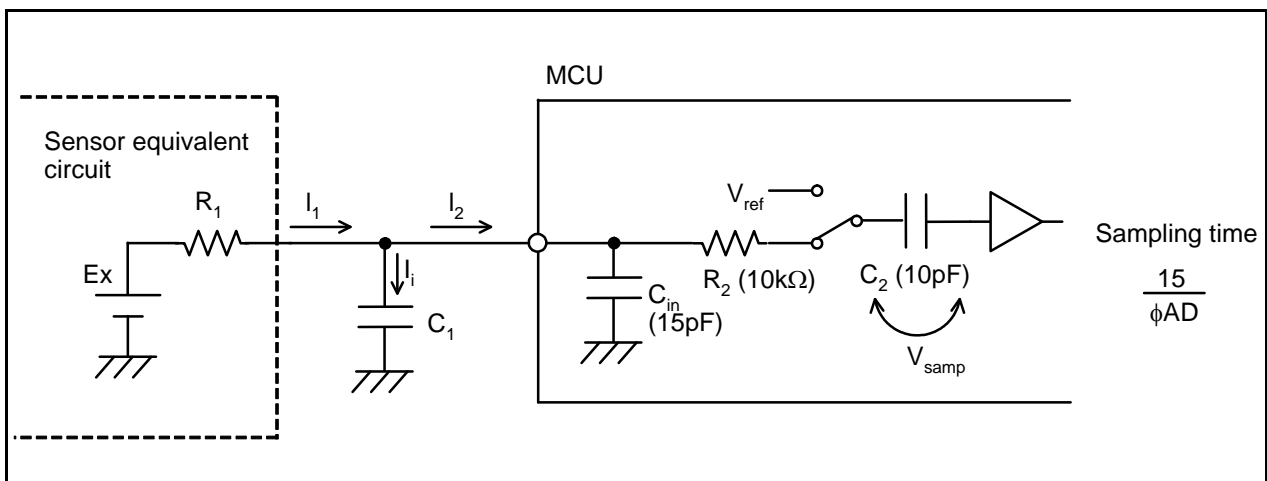 MCU
Sensor equivalent
circuit
R1
I1
I2
Vref
Ex
Ii
C1
Cin
(15pF)
R2 (10kΩ)
C2 (10pF)
Vsamp
Sampling time
15
ϕAD